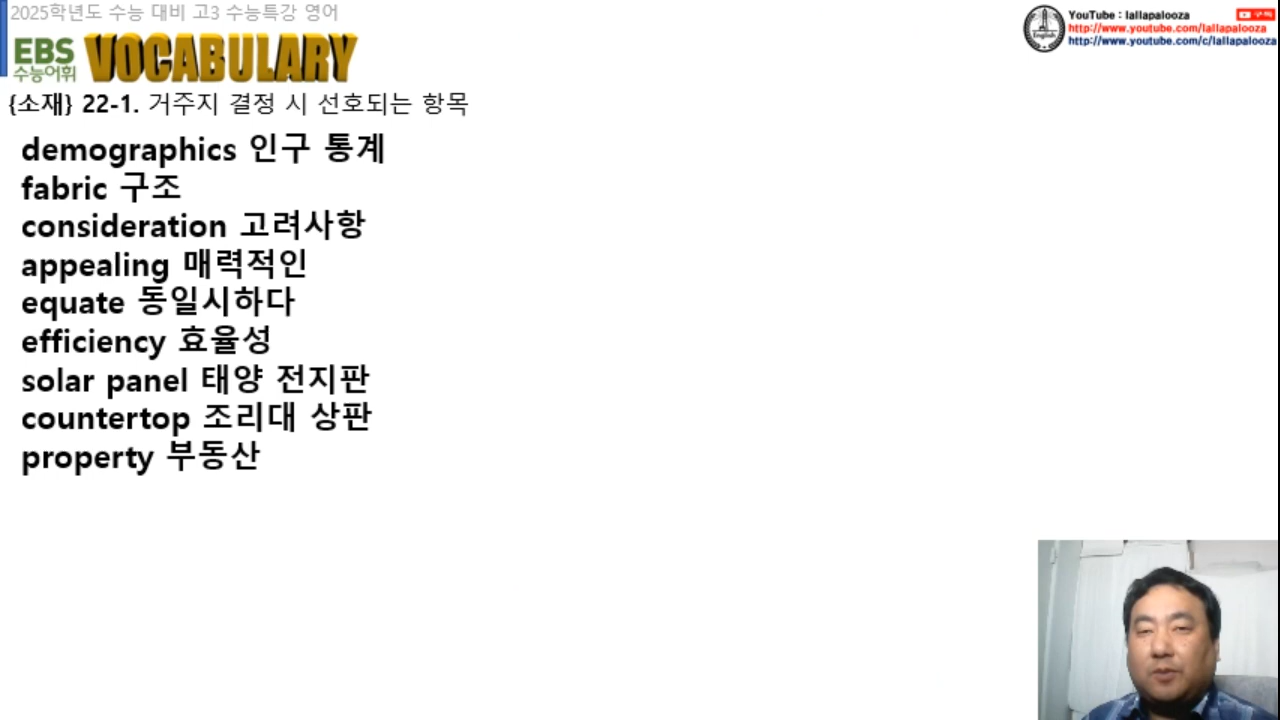 2025학년도 수능 대비 고3 수능특강 영어
EBS 수능어휘 VOCABULARY
YouTube : lallapalooza
구독
http://www.youtube.com/lallapalooza
http://www.youtube.com/c/lallapalooza
English
{소재} 22-1. 거주지 결정 시 선호되는 항목
demographics 인구 통계
fabric 구조
consideration 고려사항
appealing 매력적인
equate 동일시하다
efficiency 효율성
solar panel 태양 전지판
countertop 조리대 상판
property 부동산